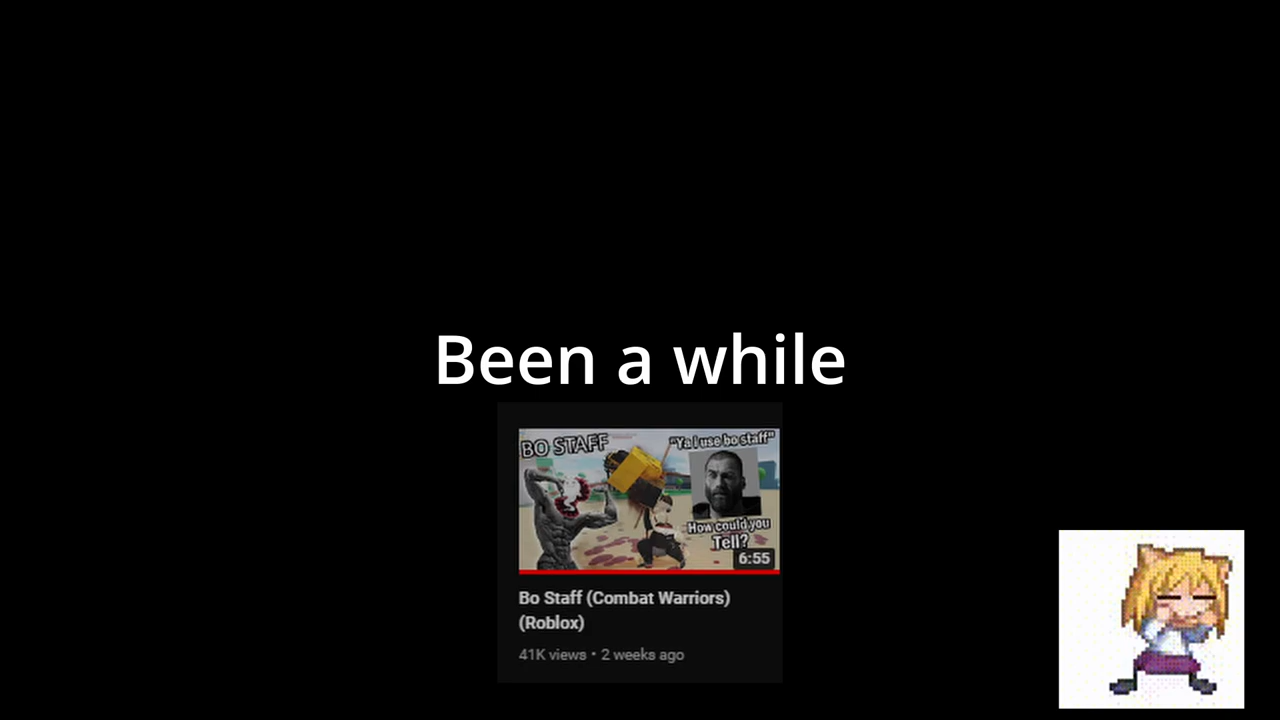 Been a while
BO STAFF
"Ya I use bo staff"
How could you
Tell?
6:55
Bo Staff (Combat Warriors)
(Roblox)
41K views • 2 weeks ago